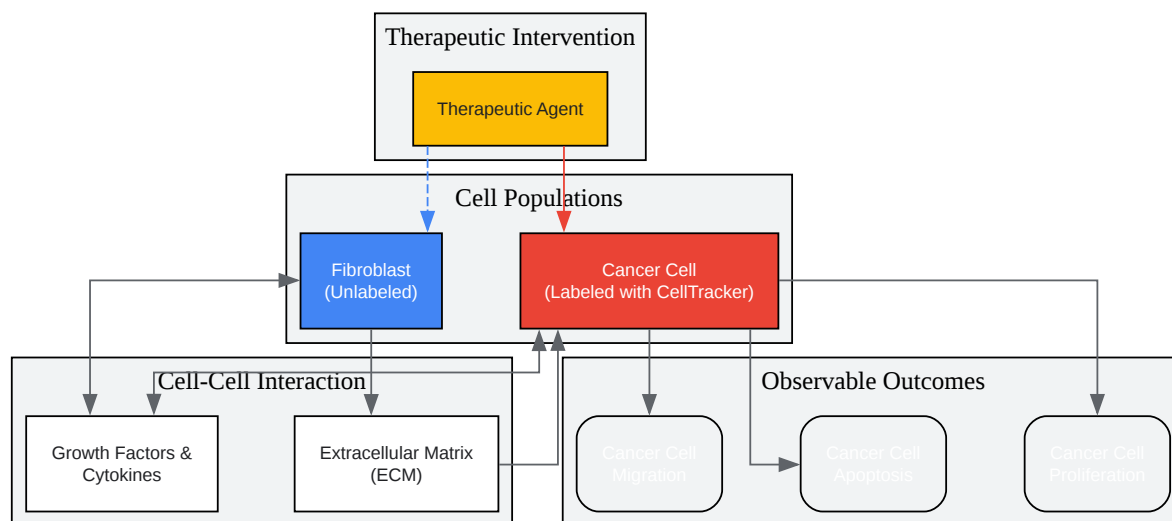 Therapeutic Intervention
Therapeutic Agent
Cell Populations
Fibroblast
(Unlabeled)
Cancer Cell
(Labeled with CellTracker)
Cell-Cell Interaction
Growth Factors &
Cytokines
Extracellular Matrix
(ECM)
Observable Outcomes
Cancer Cell
Migration
Cancer Cell
Apoptosis
Cancer Cell
Proliferation